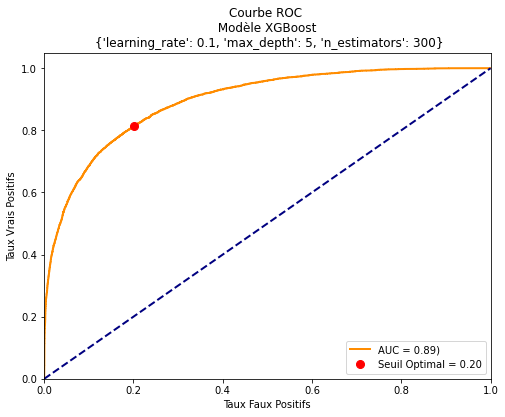 Courbe ROC
Modèle XGBoost
{'learning_rate': 0.1, 'max_depth': 5, 'n_estimators': 300}
Taux Vrais Positifs
1.0
0.8
0.6
0.4
0.2
0.0
0.0 0.2 0.4 0.6 0.8 1.0
Taux Faux Positifs
AUC = 0.89)
Seuil Optimal = 0.20